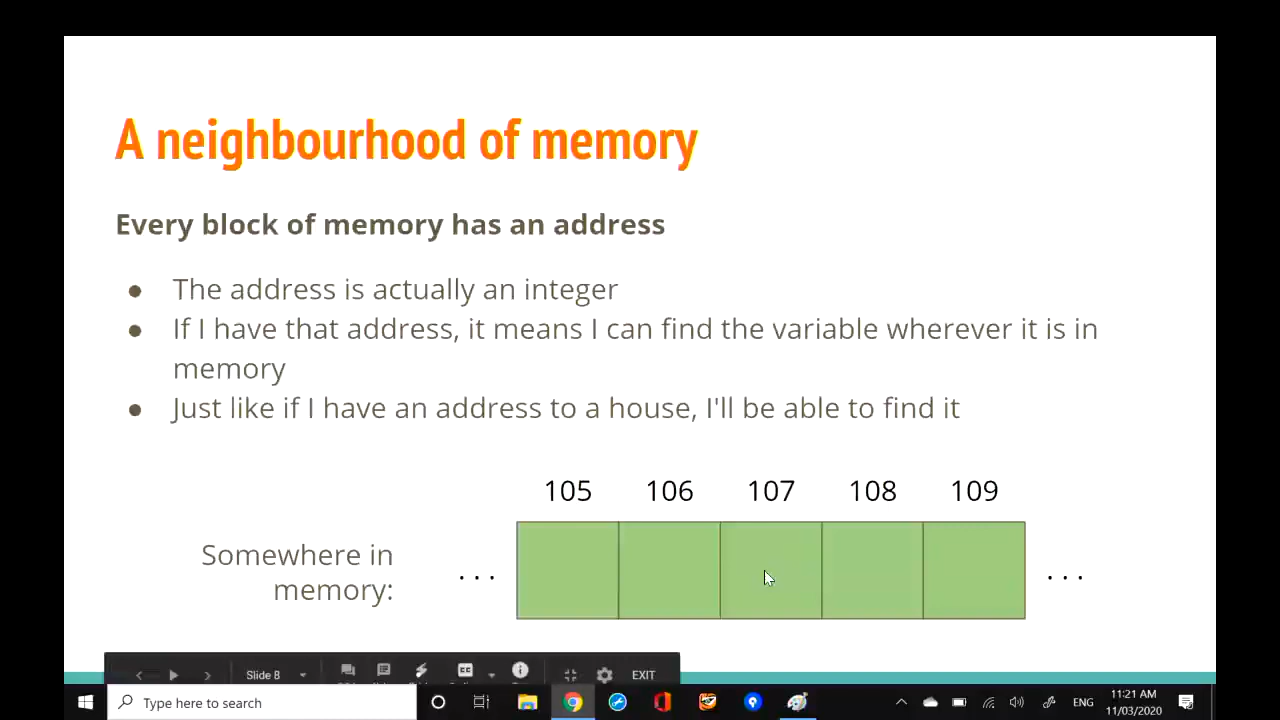 A neighbourhood of memory
Every block of memory has an address
● The address is actually an integer
● If I have that address, it means I can find the variable wherever it is in
memory
● Just like if I have an address to a house, I'll be able to find it
105 106 107 108 109
Somewhere in
memory:
... ...
Slide 8
CC
EXIT
Type here to search
ENG
11:21 AM
11/03/2020